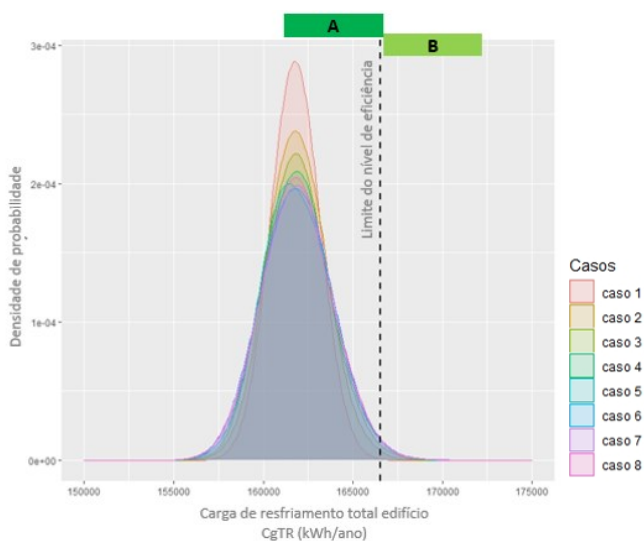 A
B
3e-04
2e-04
1e-04
0e+00
Densidade de probabilidade
Limite do nível de eficiência
150000 155000 160000 165000 170000 175000
Carga de resfriamento total edifício
CgTR (kWh/ano)
Casos
caso 1
caso 2
caso 3
caso 4
caso 5
caso 6
caso 7
caso 8